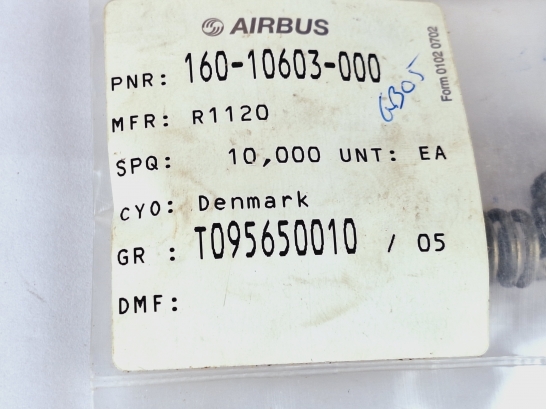 AIRBUS
PNR: 160-10603-000
GB05
MFR: R1120
SPQ: 10,000 UNT: EA
CYO: Denmark
GR : T095650010 / 05
DMF:
Form 0102 0702